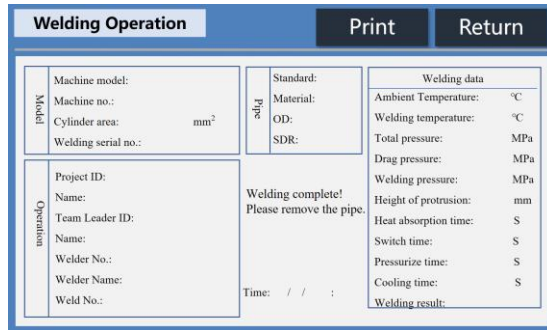 Welding Operation
Print
Return
Model
Machine model:
Machine no.:
Cylinder area: mm²
Welding serial no.:
Pipe
Standard:
Material:
OD:
SDR:
Operation
Project ID:
Name:
Team Leader ID:
Name:
Welder No.:
Welder Name:
Weld No.:
Welding complete!
Please remove the pipe.
Time: / / :
Welding data
Ambient Temperature: °C
Welding temperature: °C
Total pressure: MPa
Drag pressure: MPa
Welding pressure: MPa
Height of protrusion: mm
Heat absorption time: S
Switch time: S
Pressurize time: S
Cooling time: S
Welding result: